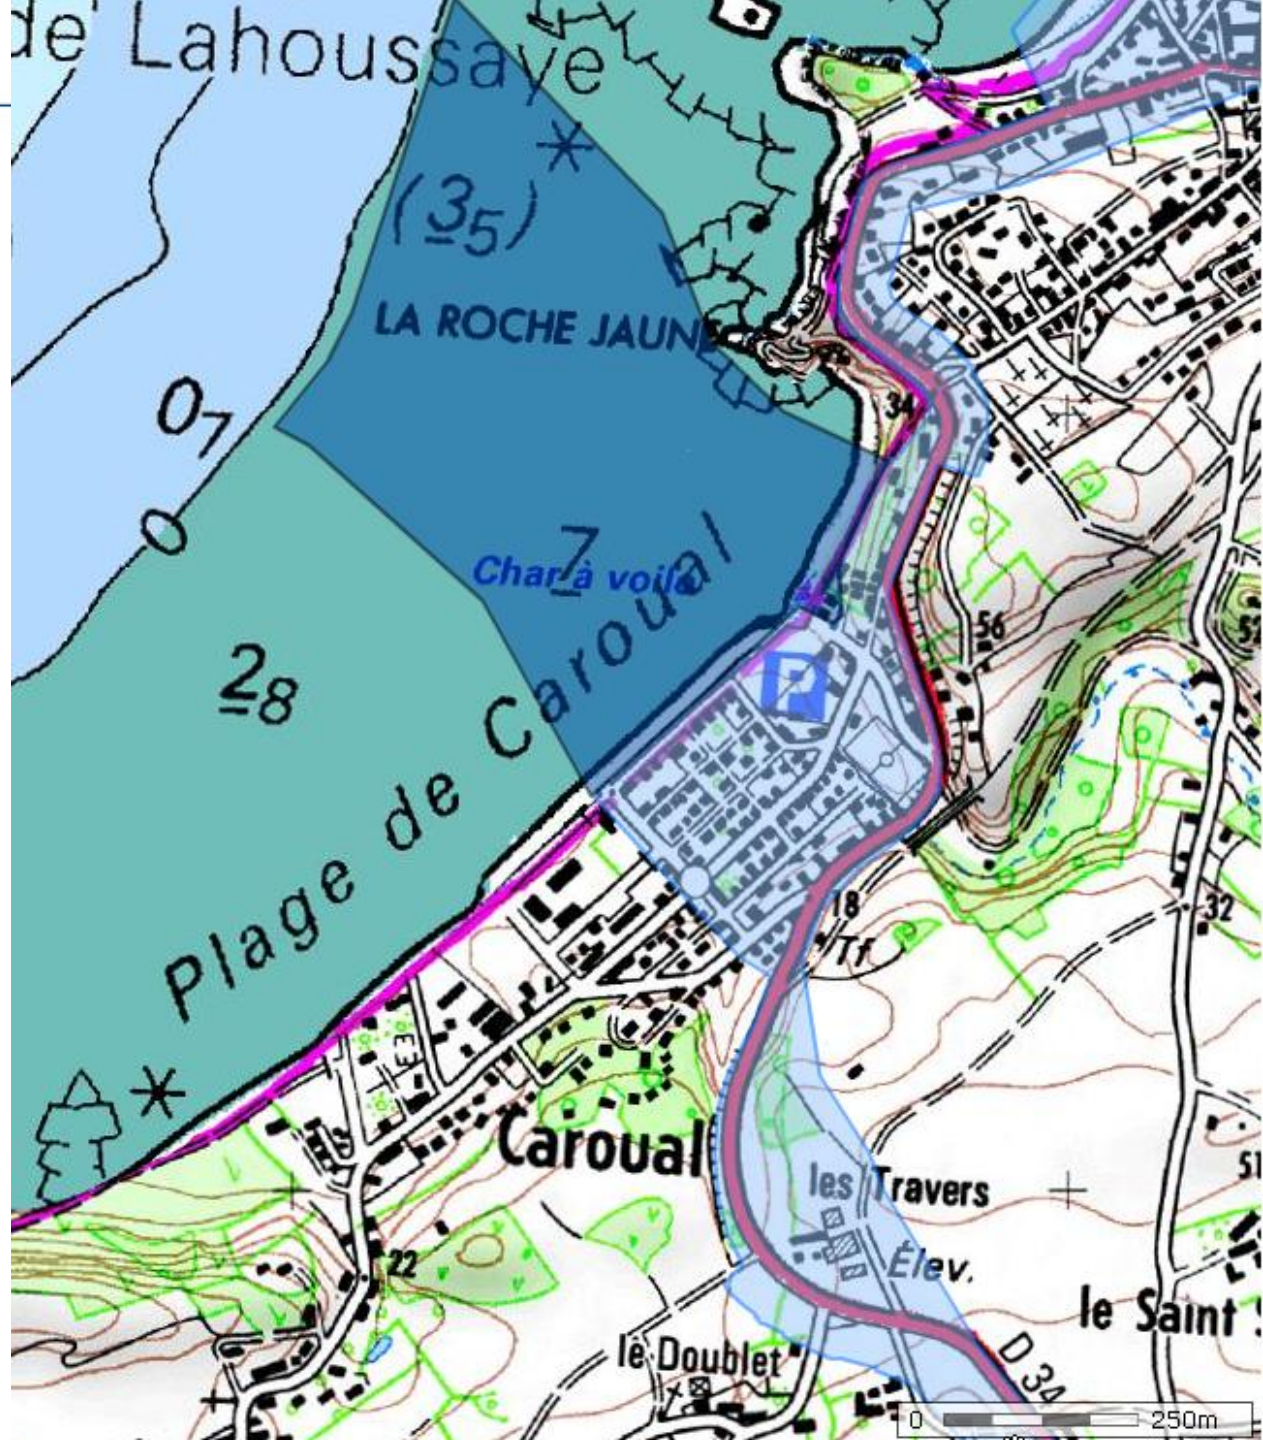 de Lahoussaye
(35)
LA ROCHE JAUNE
07
34
0
7
Char à voile
56
52
28
P
Plage de Caroual
18
32
Tf
Caroual
les Travers
51
22
Élev.
le Saint
le Doublet
D 34
0 250m